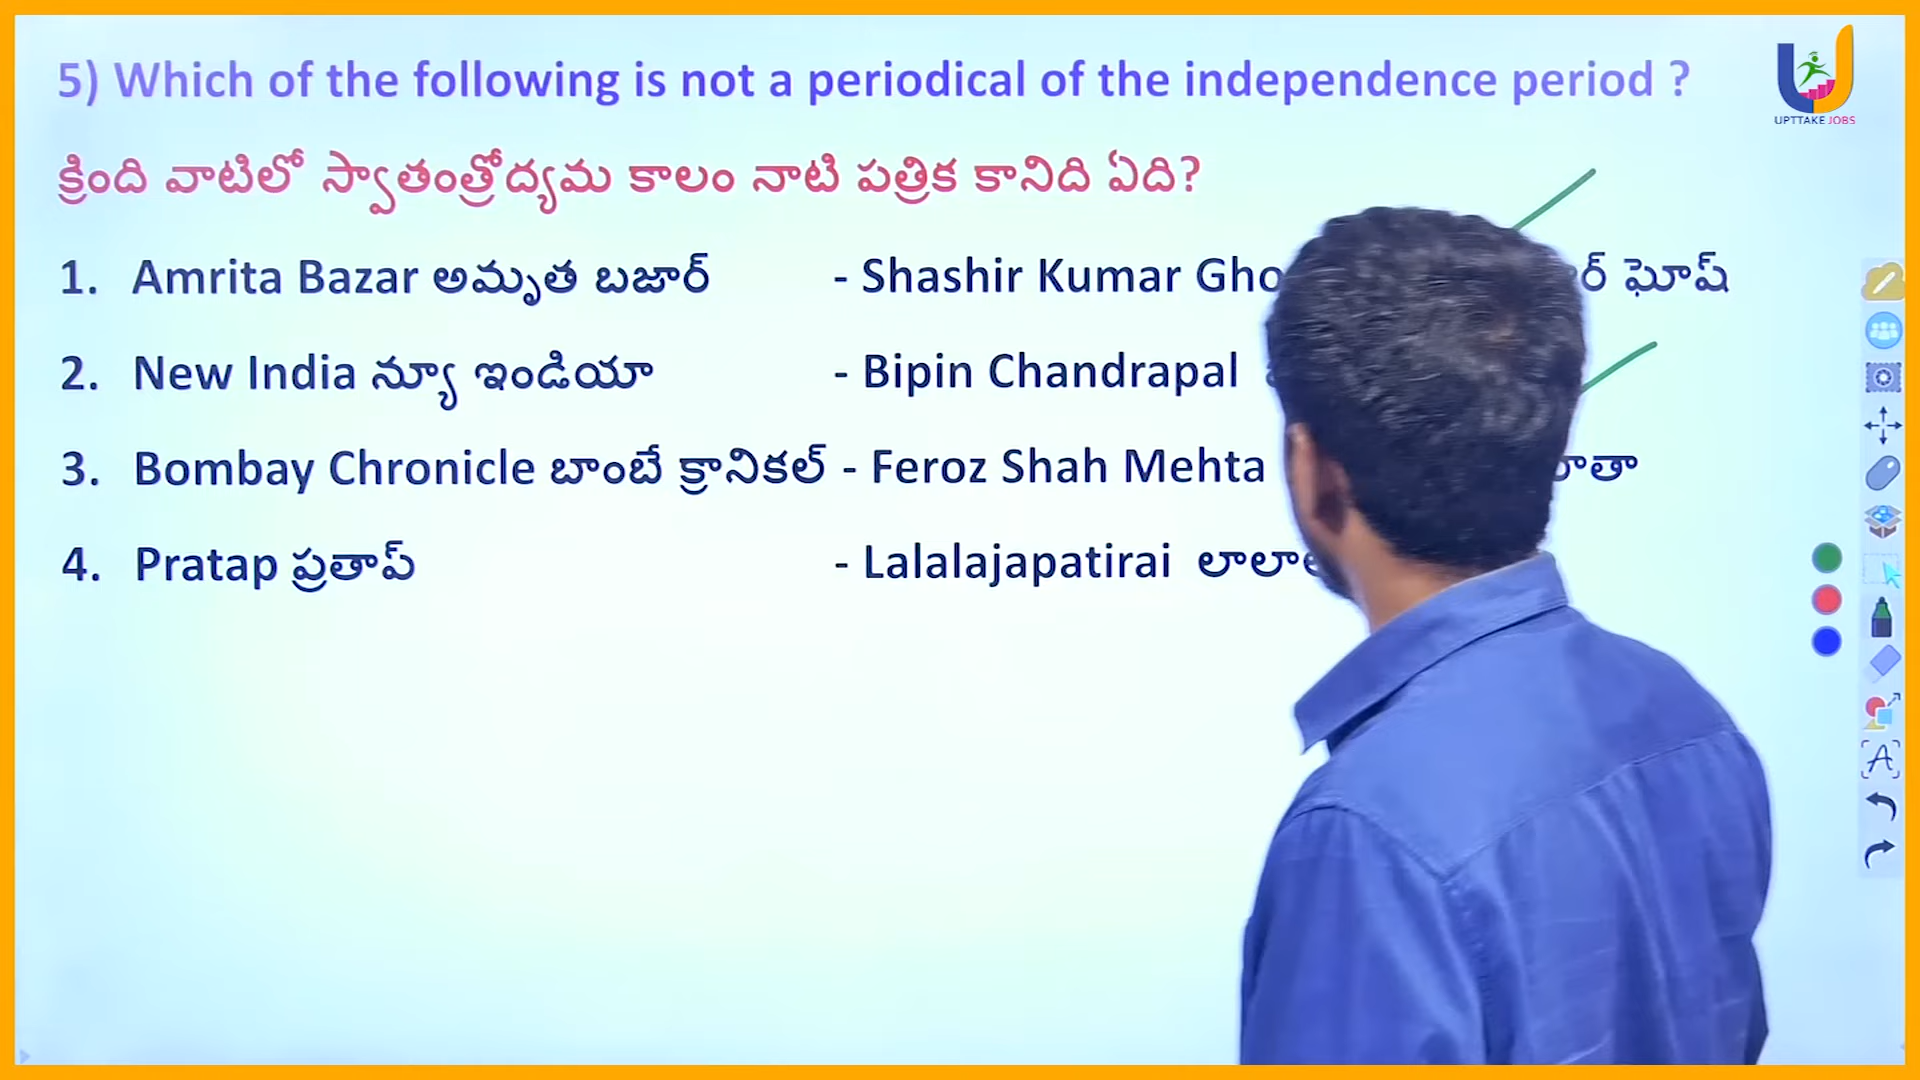 5) Which of the following is not a periodical of the independence period ?
UPTTAKE JOBS
క్రింది వాటిలో స్వాతంత్రోద్యమ కాలం నాటి పత్రిక కానిది ఏది?
1. Amrita Bazar అమృత బజార్ - Shashir Kumar ఘోష్
2. New India న్యూ ఇండియా - Bipin Chandrapal
3. Bombay Chronicle బాంబే క్రానికల్ - Feroz Shah Mehta
4. Pratap ప్రతాప్ - Lalalajapatirai